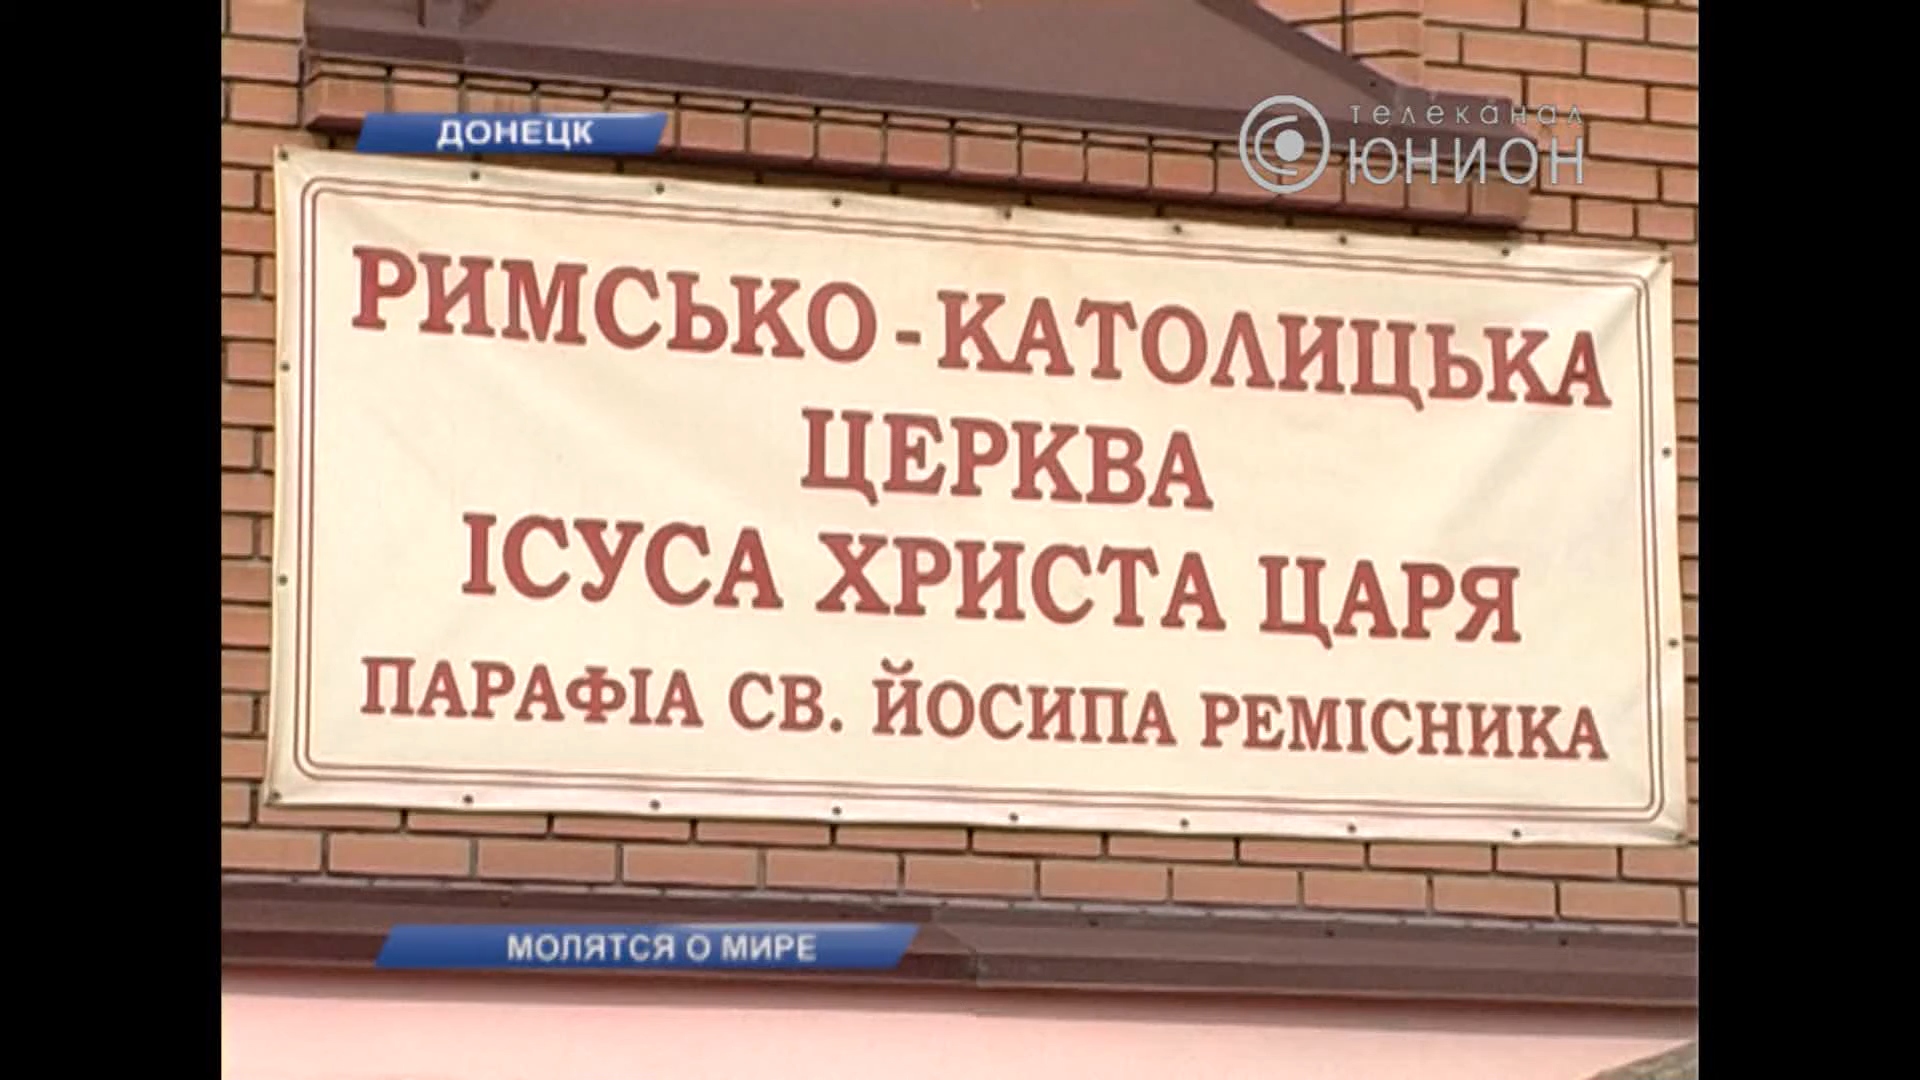 ДОНЕЦК
телеканал
ЮНИОН
РИМСЬКО-КАТОЛИЦЬКА
ЦЕРКВА
ІСУСА ХРИСТА ЦАРЯ
ПАРАФІА СВ. ЙОСИПА РЕМІСНИКА
МОЛЯТСЯ О МИРЕ